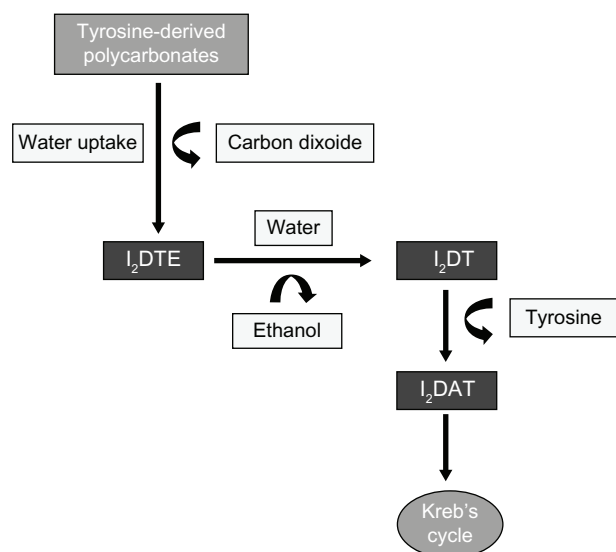 Tyrosine-derived
polycarbonates
Water uptake
Carbon dixoide
Water
I₂DTE
I₂DT
Ethanol
Tyrosine
I₂DAT
Kreb's
cycle